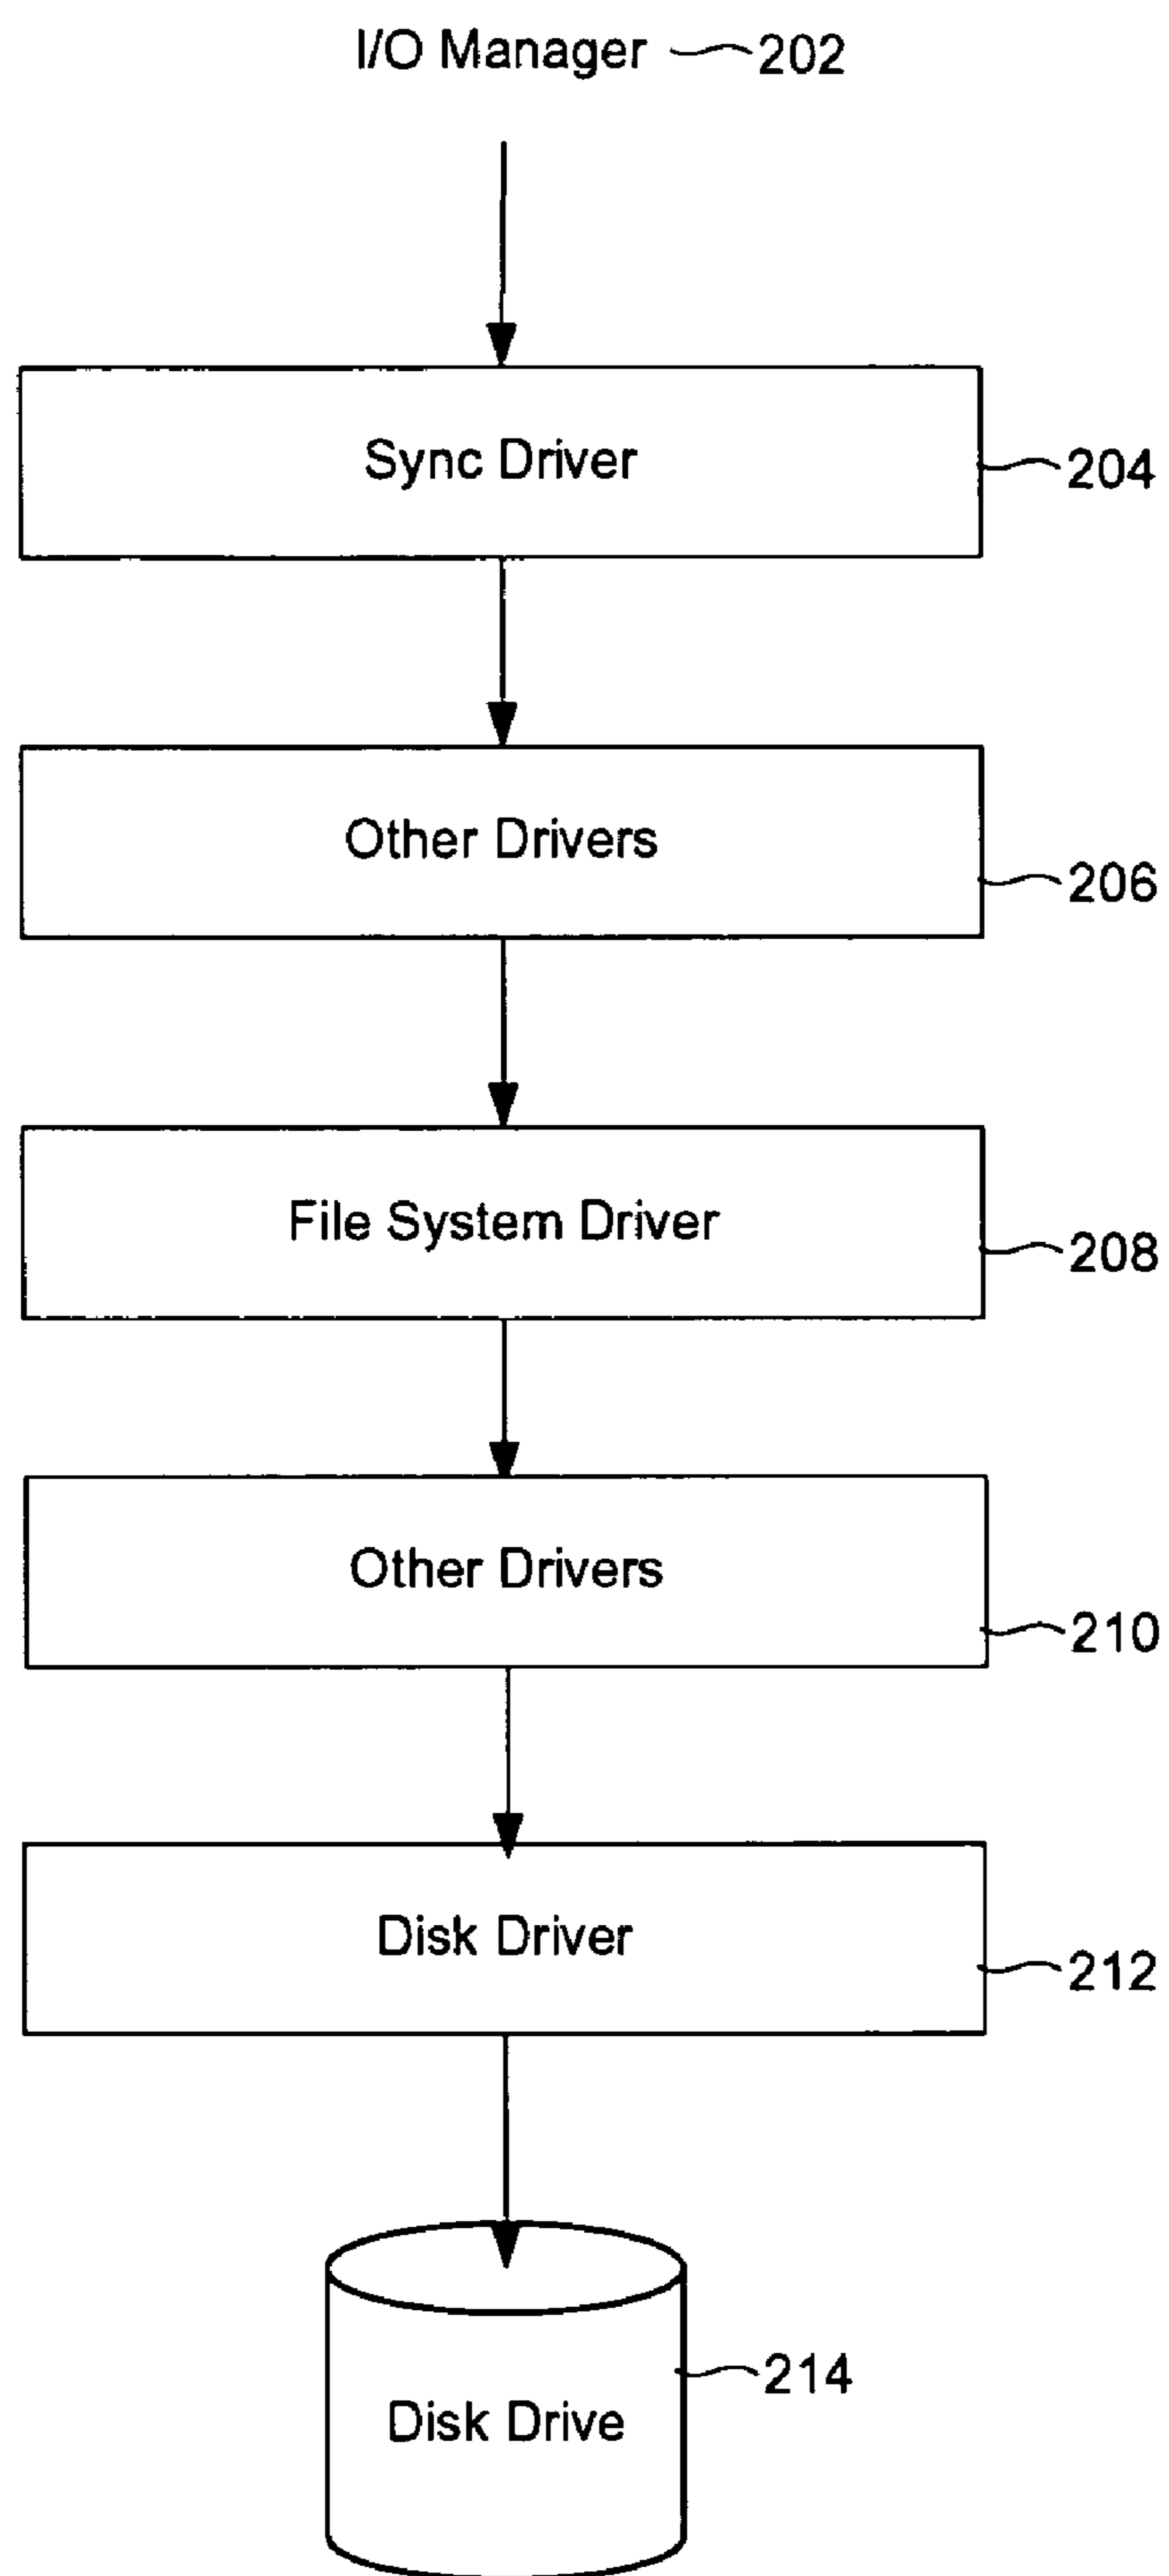 I/O Manager 202
Sync Driver
204
Other Drivers
206
File System Driver
208
Other Drivers
210
Disk Driver
212
214
Disk Drive